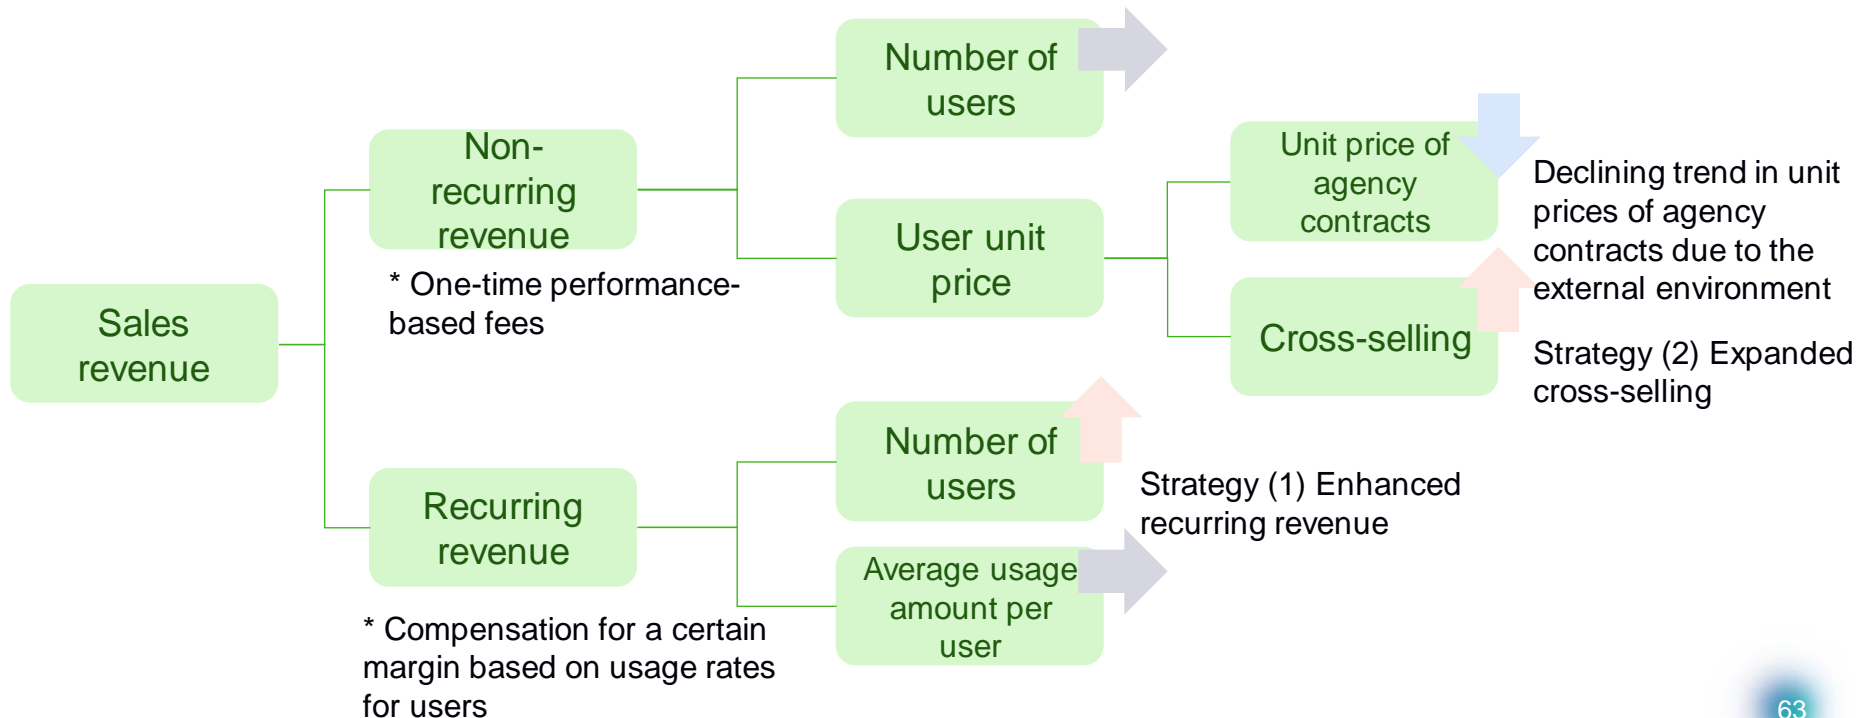 Sales
revenue
Non-
recurring
revenue
* One-time performance-
based fees
Number of
users
User unit
price
Unit price of
agency
contracts
Declining trend in unit
prices of agency
contracts due to the
external environment
Cross-selling
Strategy (2) Expanded
cross-selling
Recurring
revenue
* Compensation for a certain
margin based on usage rates
for users
Number of
users
Strategy (1) Enhanced
recurring revenue
Average usage
amount per
user
63